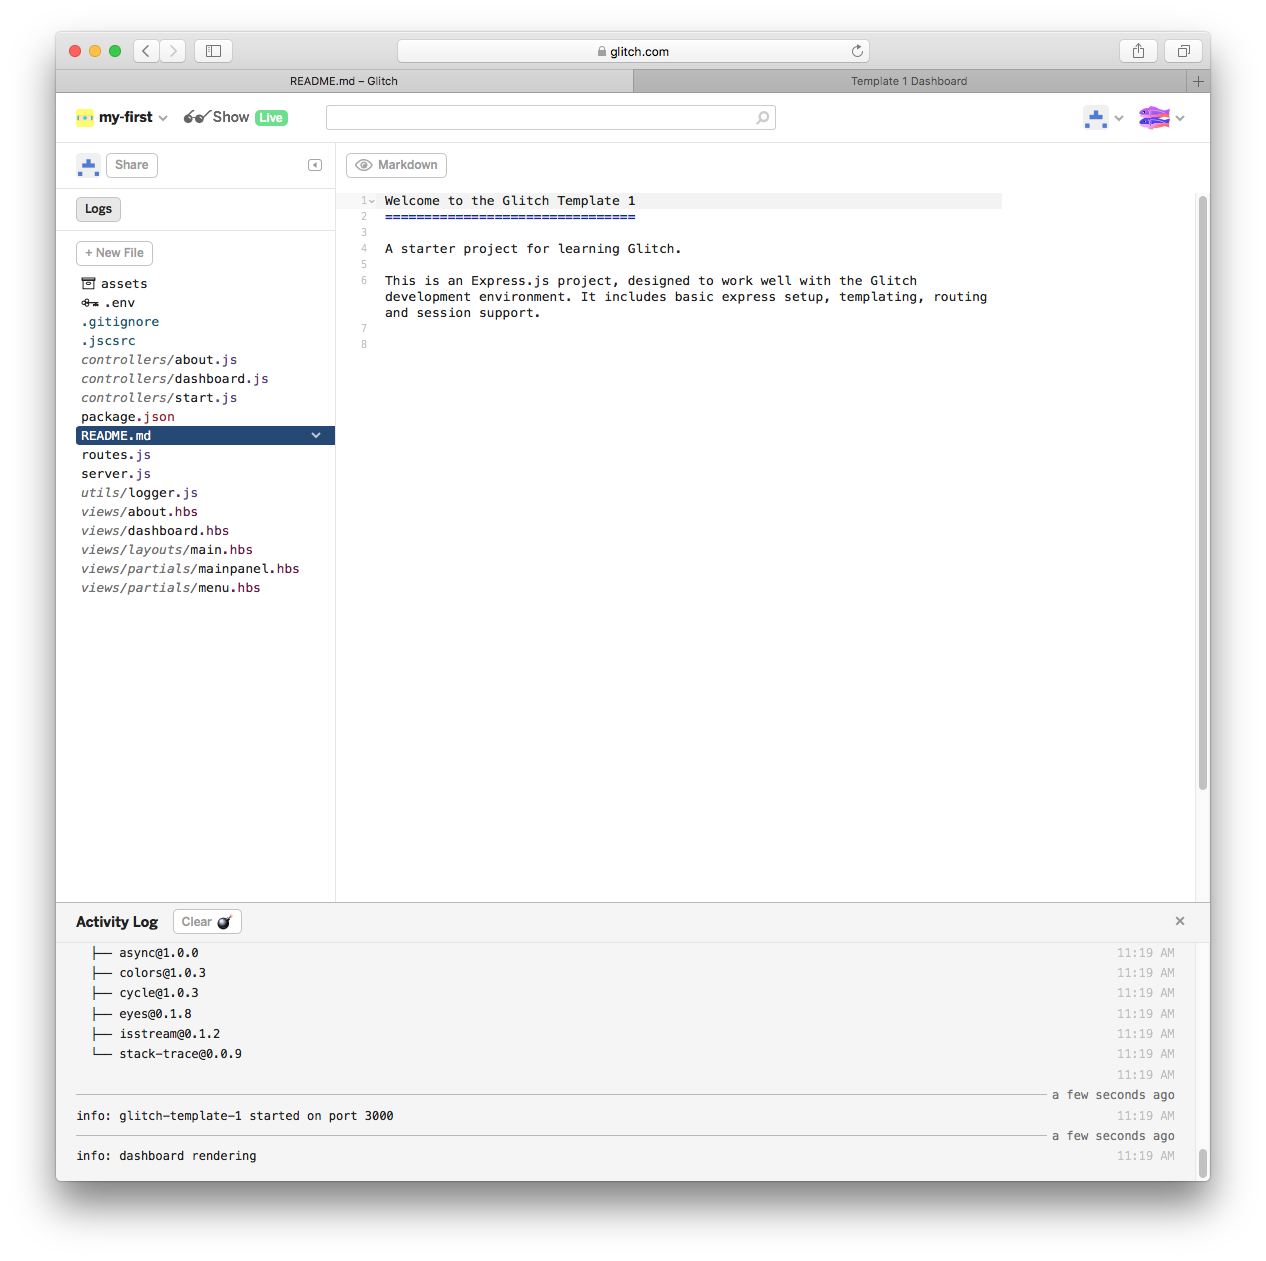 glitch.com
README.md – Glitch
Template 1 Dashboard
my-first
Show
Live
Share
Markdown
Logs
+ New File
assets
.env
.gitignore
.jscsrc
controllers/about.js
controllers/dashboard.js
controllers/start.js
package.json
README.md
routes.js
server.js
utils/logger.js
views/about.hbs
views/dashboard.hbs
views/layouts/main.hbs
views/partials/mainpanel.hbs
views/partials/menu.hbs
1 Welcome to the Glitch Template 1
2 ================================
3
4 A starter project for learning Glitch.
5
6 This is an Express.js project, designed to work well with the Glitch
development environment. It includes basic express setup, templating, routing
and session support.
7
8
Activity Log
Clear
├── async@1.0.0 11:19 AM
├── colors@1.0.3 11:19 AM
├── cycle@1.0.3 11:19 AM
├── eyes@0.1.8 11:19 AM
├── isstream@0.1.2 11:19 AM
└── stack-trace@0.0.9 11:19 AM
11:19 AM
a few seconds ago
info: glitch-template-1 started on port 3000 11:19 AM
a few seconds ago
info: dashboard rendering 11:19 AM